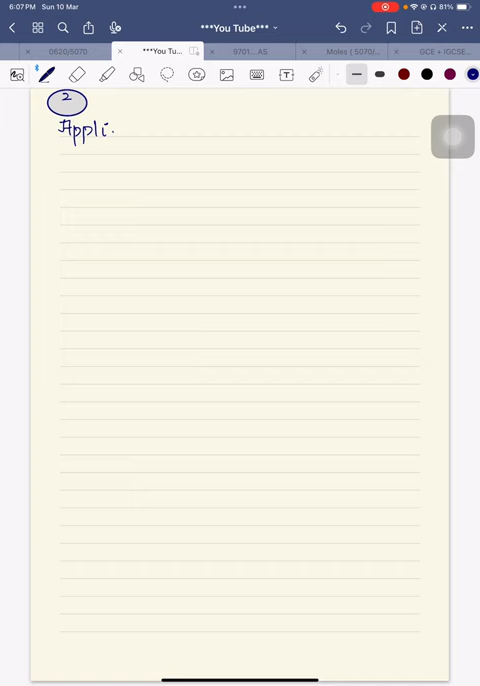 6:07 PM Sun 10 Mar
81%
***You Tube***
0620/5070
***You Tu...
9701....AS
Moles ( 5070/...
GCE + IGCSE...
2
Appli.